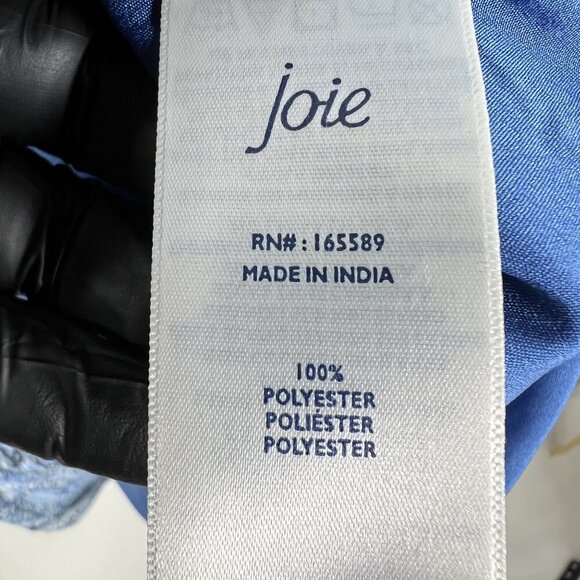 joie
RN#: 165589
MADE IN INDIA
100%
POLYESTER
POLIÉSTER
POLYESTER